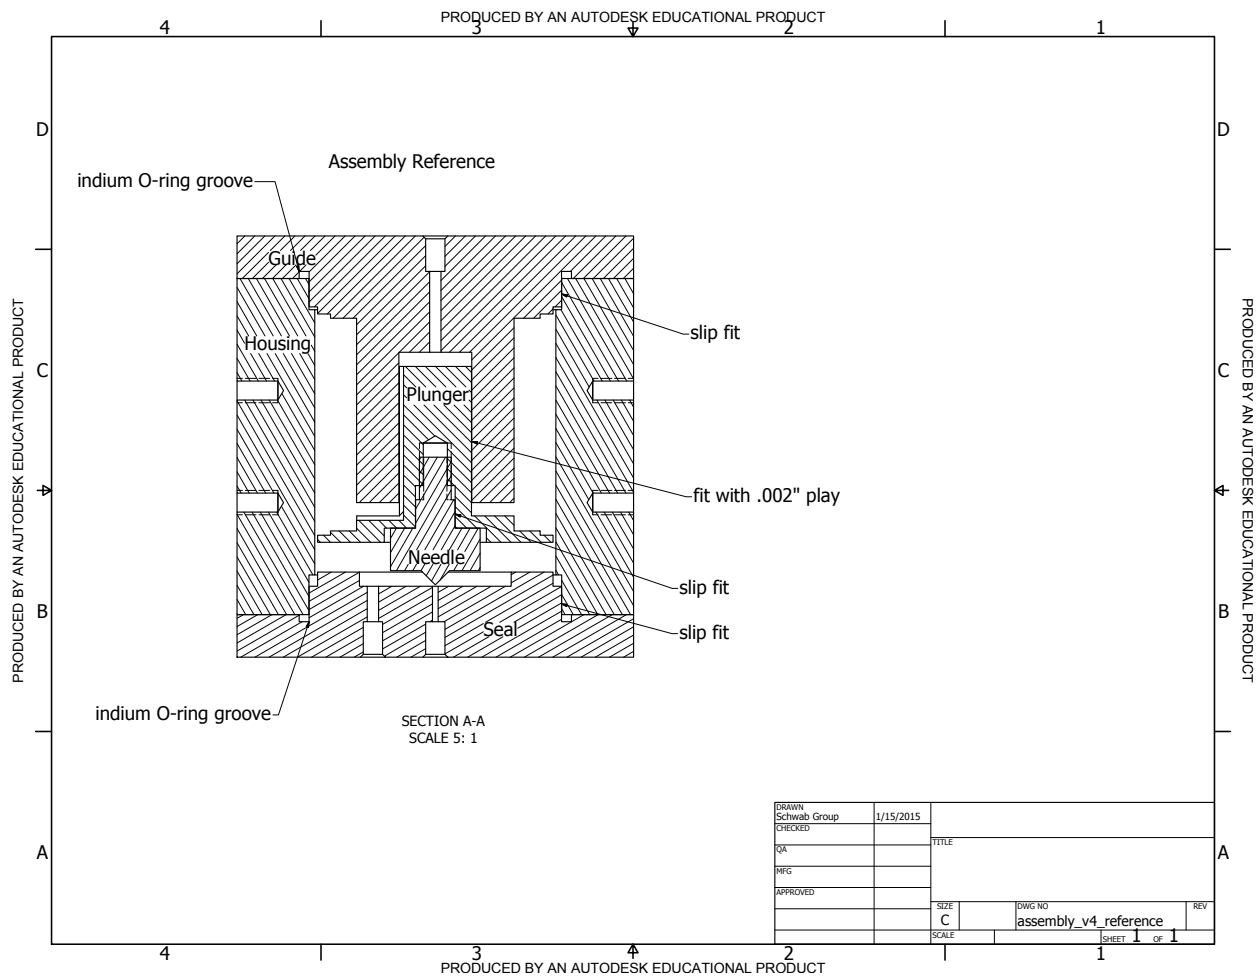 PRODUCED BY AN AUTODESK EDUCATIONAL PRODUCT
4 3 2 1
D D
Assembly Reference
indium O-ring groove
Guide
slip fit
Housing
C C
Plunger
fit with .002" play
Needle
slip fit
B B
Seal
slip fit
indium O-ring groove
SECTION A-A
SCALE 5: 1
PRODUCED BY AN AUTODESK EDUCATIONAL PRODUCT
PRODUCED BY AN AUTODESK EDUCATIONAL PRODUCT
A A
DRAWN
Schwab Group 1/15/2015
CHECKED
QA
MFG
APPROVED
TITLE
SIZE
C
DWG NO
assembly_v4_reference
REV
SCALE
SHEET 1 OF 1
4 3 2 1
PRODUCED BY AN AUTODESK EDUCATIONAL PRODUCT